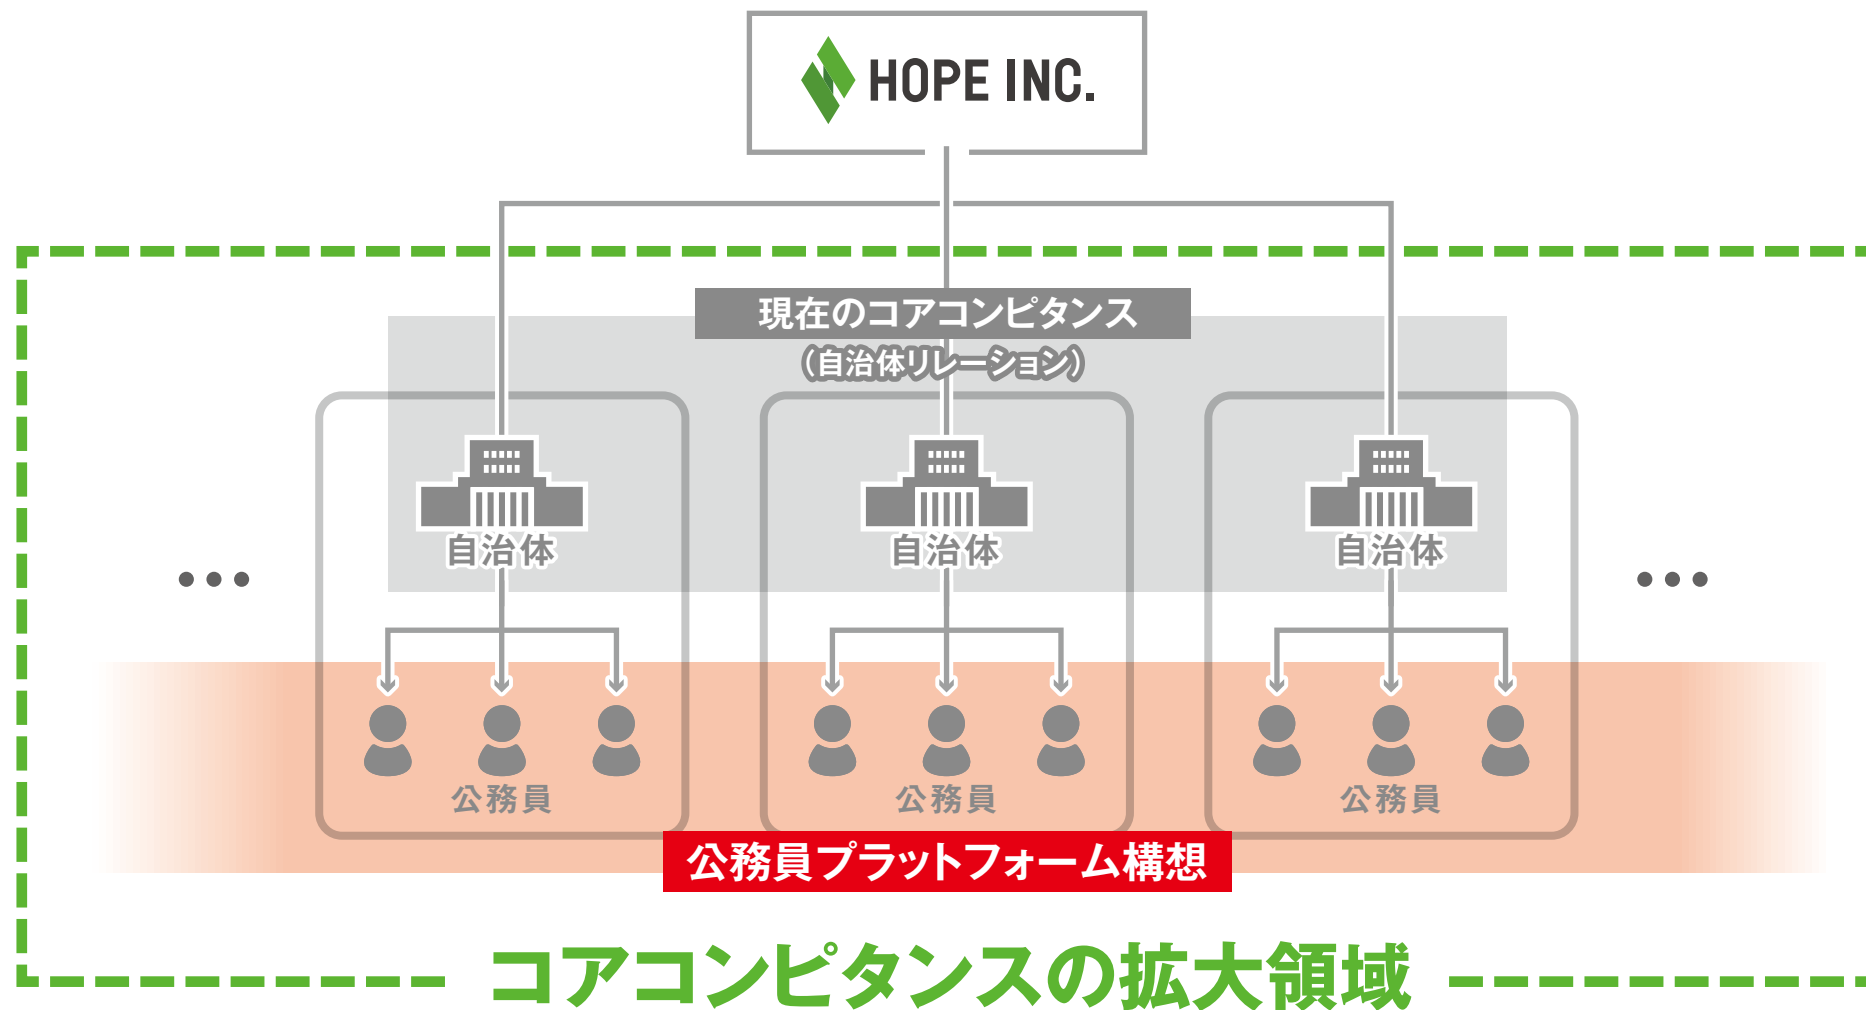 HOPE INC.
現在のコアコンピタンス
（自治体リレーション）
自治体
自治体
自治体
公務員
公務員
公務員
公務員プラットフォーム構想
コアコンピタンスの拡大領域